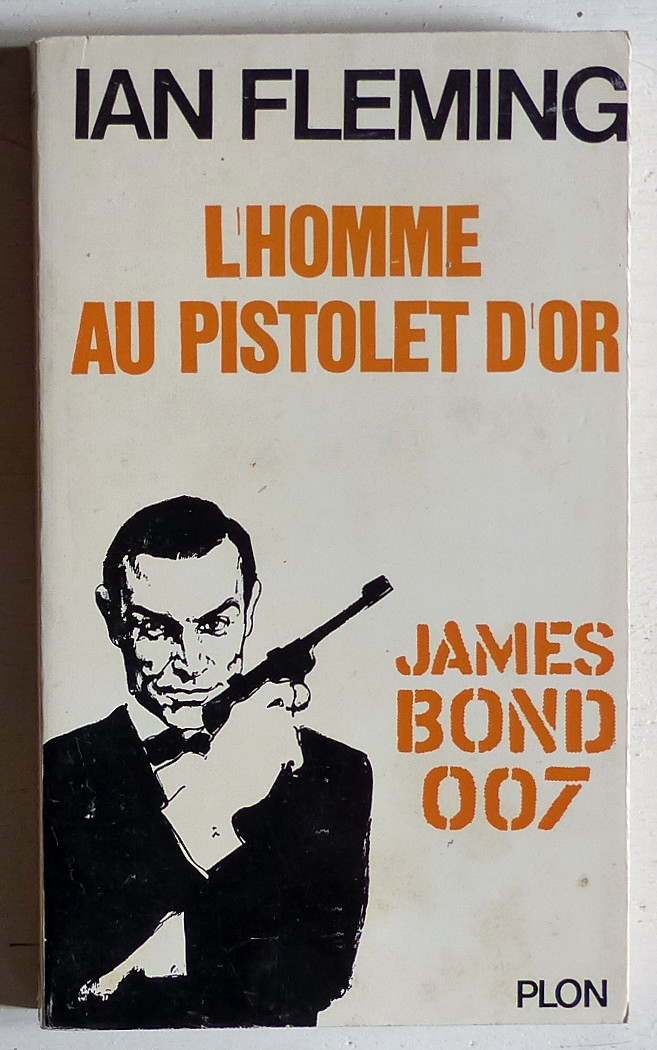 IAN FLEMING
L'HOMME
AU PISTOLET D'OR
JAMES
BOND
007
PLON